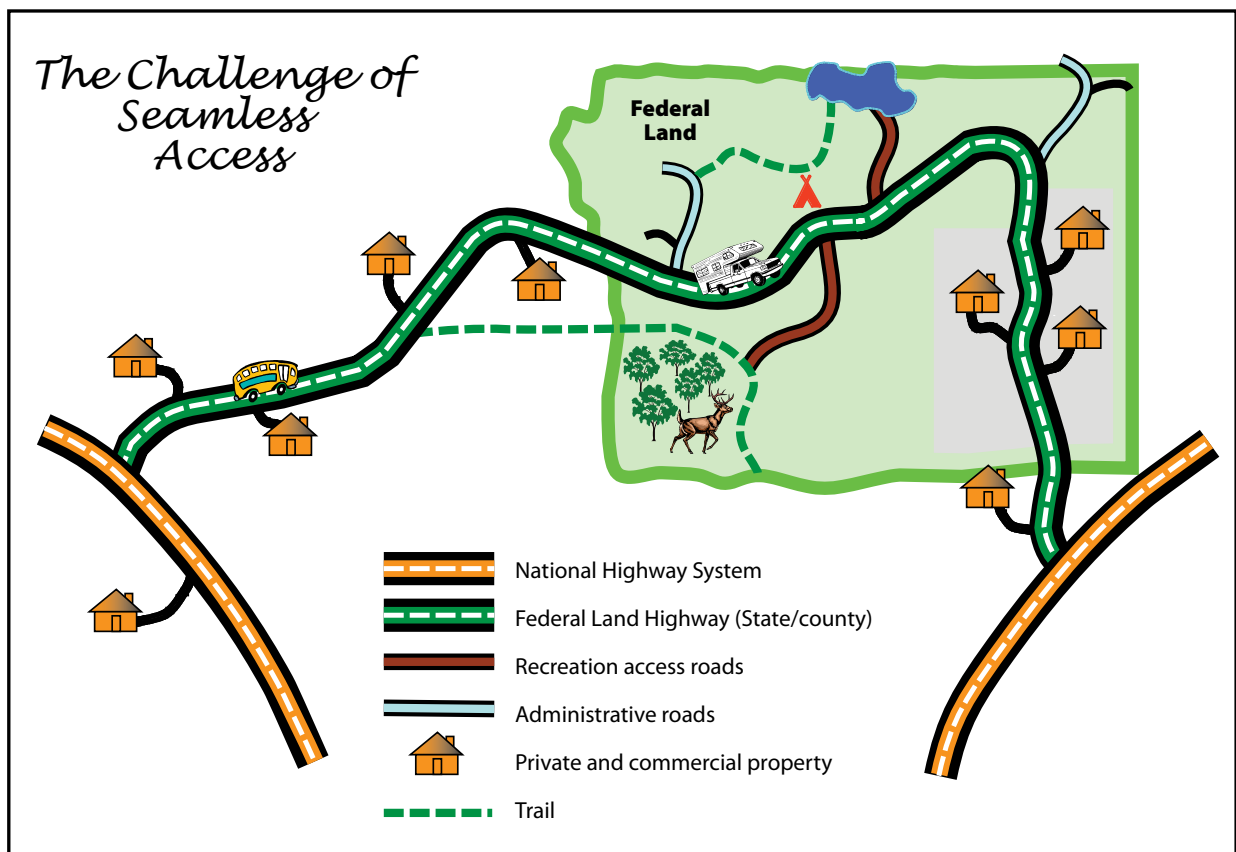 The Challenge of
Seamless
Access
Federal
Land
National Highway System
Federal Land Highway (State/county)
Recreation access roads
Administrative roads
Private and commercial property
Trail